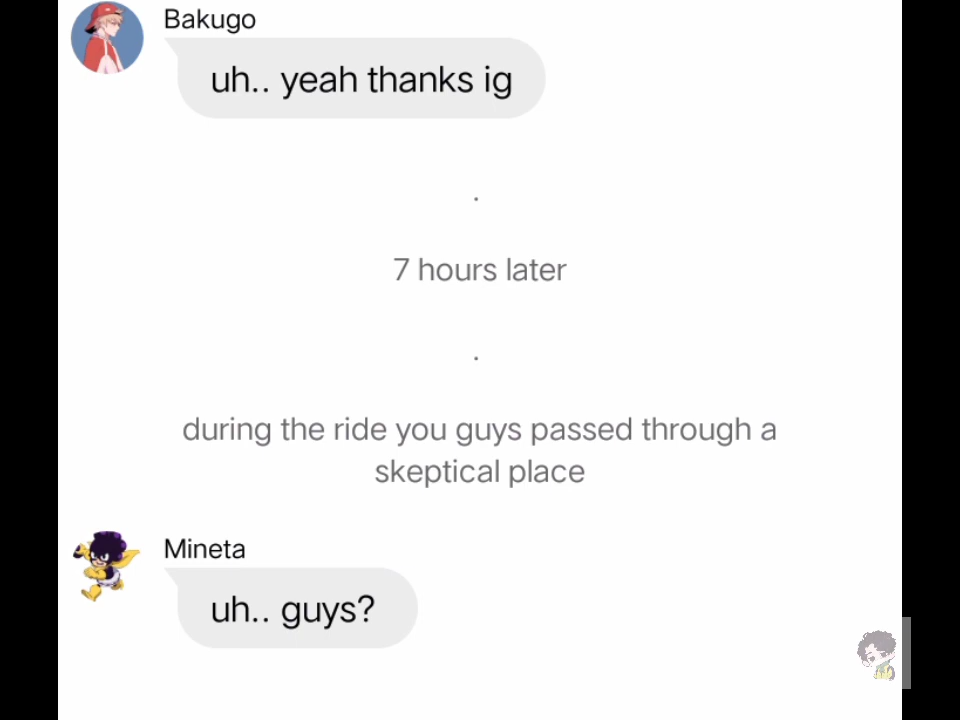 Bakugo
uh.. yeah thanks ig
.
7 hours later
.
during the ride you guys passed through a
skeptical place
Mineta
uh.. guys?